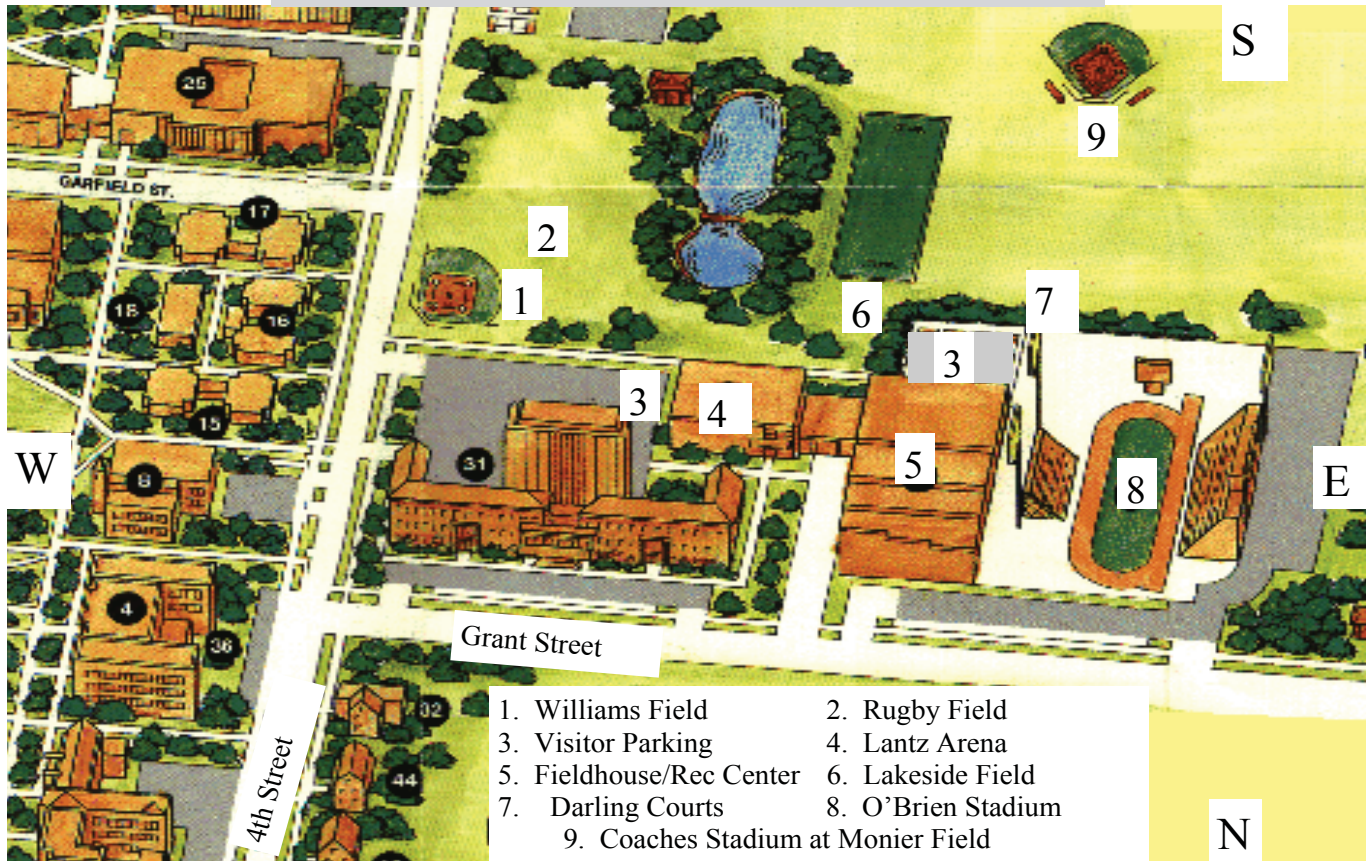 S
25
9
GARFIELD ST.
17
2
1
18
16
6
7
3
3
4
15
W
31
5
8
E
6
4
36
Grant Street
32
44
4th Street
1. Williams Field 2. Rugby Field
3. Visitor Parking 4. Lantz Arena
5. Fieldhouse/Rec Center 6. Lakeside Field
7. Darling Courts 8. O'Brien Stadium
9. Coaches Stadium at Monier Field
N